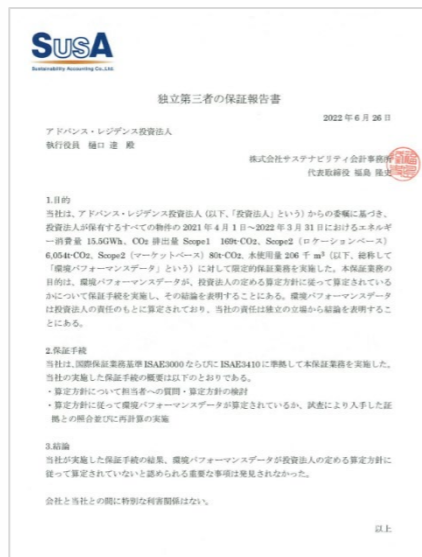 SusA
Sustainability Accounting Co.,Ltd.
独立第三者の保証報告書
2022年6月26日
アドバンス・レジデンス投資法人
執行役員 樋口 達 殿
株式会社サステナビリティ会計事務所
代表取締役 福島 隆史
1.目的
当社は、アドバンス・レジデンス投資法人（以下、「投資法人」という）からの委嘱に基づき、
投資法人が保有するすべての物件の2021年4月1日～2022年3月31日におけるエネルギ
ー消費量 15.5GWh、CO₂ 排出量 Scope1 169t-CO₂、Scope2（ロケーションベース）
6,054t-CO₂、Scope2（マーケットベース）80t-CO₂、水使用量 206 千 m³（以下、総称して
「環境パフォーマンスデータ」という）に対して限定的保証業務を実施した。本保証業務の
目的は、環境パフォーマンスデータが、投資法人の定める算定方針に従って算定されている
かについて保証手続を実施し、その結論を表明することにある。環境パフォーマンスデータ
は投資法人の責任のもとに算定されており、当社の責任は独立の立場から結論を表明するこ
とにある。
2.保証手続
当社は、国際保証業務基準 ISAE3000 ならびに ISAE3410 に準拠して本保証業務を実施した。
当社の実施した保証手続の概要は以下のとおりである。
・算定方針について担当者への質問・算定方針の検討
・算定方針に従って環境パフォーマンスデータが算定されているか、試査により入手した証
拠との照合並びに再計算の実施
3.結論
当社が実施した保証手続の結果、環境パフォーマンスデータが投資法人の定める算定方針に
従って算定されていないと認められる重要な事項は発見されなかった。
会社と当社との間に特別な利害関係はない。
以上